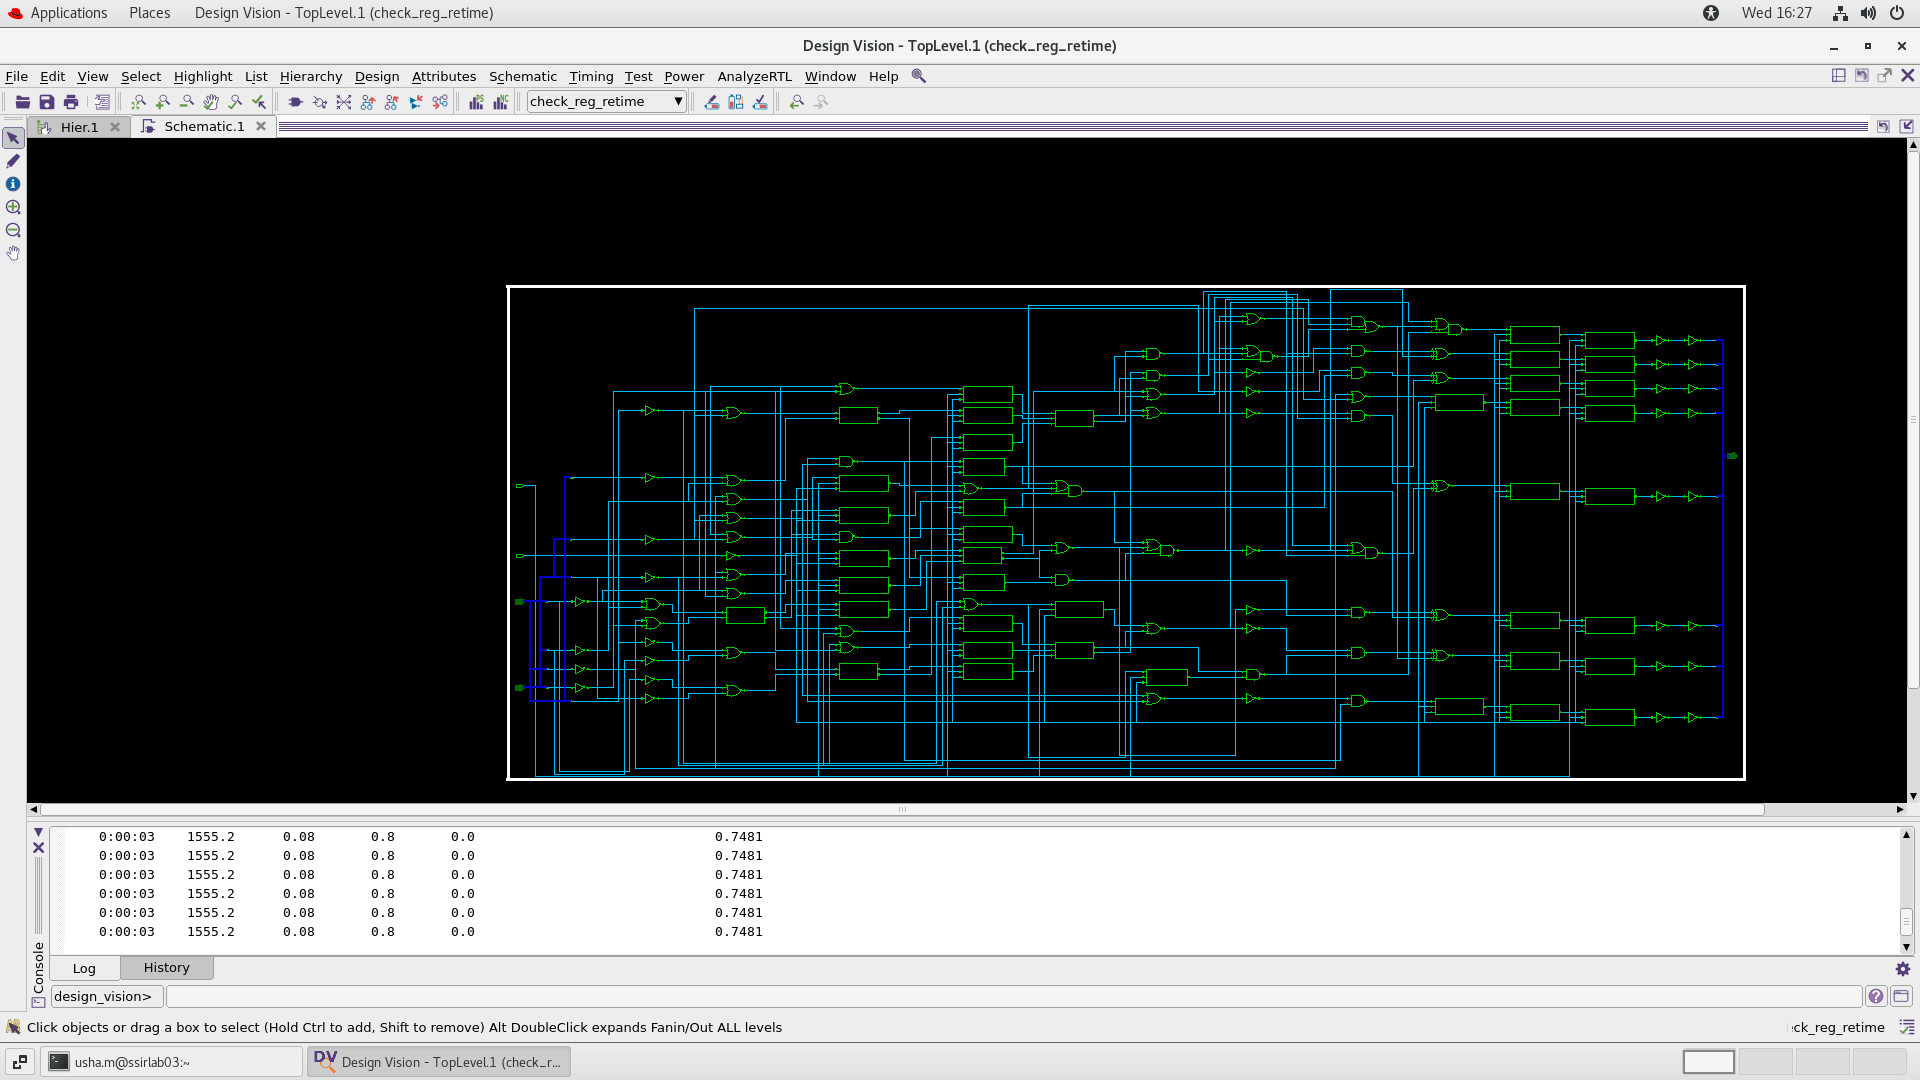 Applications Places Design Vision - TopLevel.1 (check_reg_retime) Wed 16:27
Design Vision - TopLevel.1 (check_reg_retime)
File Edit View Select Highlight List Hierarchy Design Attributes Schematic Timing Test Power AnalyzeRTL Window Help
check_reg_retime
Hier.1 Schematic.1
0:00:03 1555.2 0.08 0.8 0.0 0.7481
0:00:03 1555.2 0.08 0.8 0.0 0.7481
0:00:03 1555.2 0.08 0.8 0.0 0.7481
0:00:03 1555.2 0.08 0.8 0.0 0.7481
0:00:03 1555.2 0.08 0.8 0.0 0.7481
0:00:03 1555.2 0.08 0.8 0.0 0.7481
Console
Log History
design_vision>
Click objects or drag a box to select (Hold Ctrl to add, Shift to remove) Alt DoubleClick expands Fanin/Out ALL levels ck_reg_retime
usha.m@ssirlab03:~ DV Design Vision - TopLevel.1 (check_r...